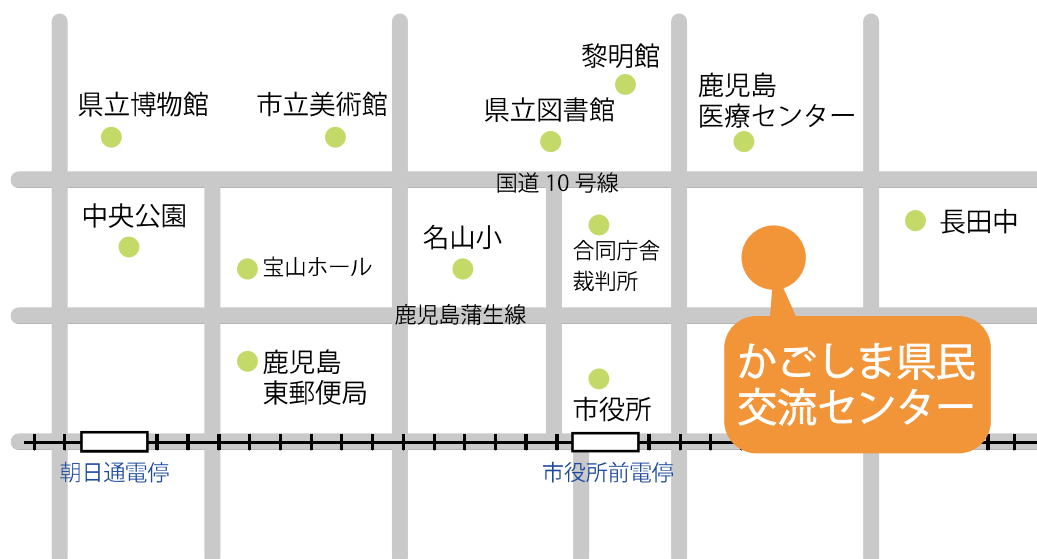 黎明館
県立博物館
市立美術館
県立図書館
鹿児島
医療センター
国道 10 号線
中央公園
名山小
合同庁舎
裁判所
長田中
宝山ホール
鹿児島蒲生線
鹿児島
東郵便局
市役所
かごしま県民
交流センター
朝日通電停
市役所前電停